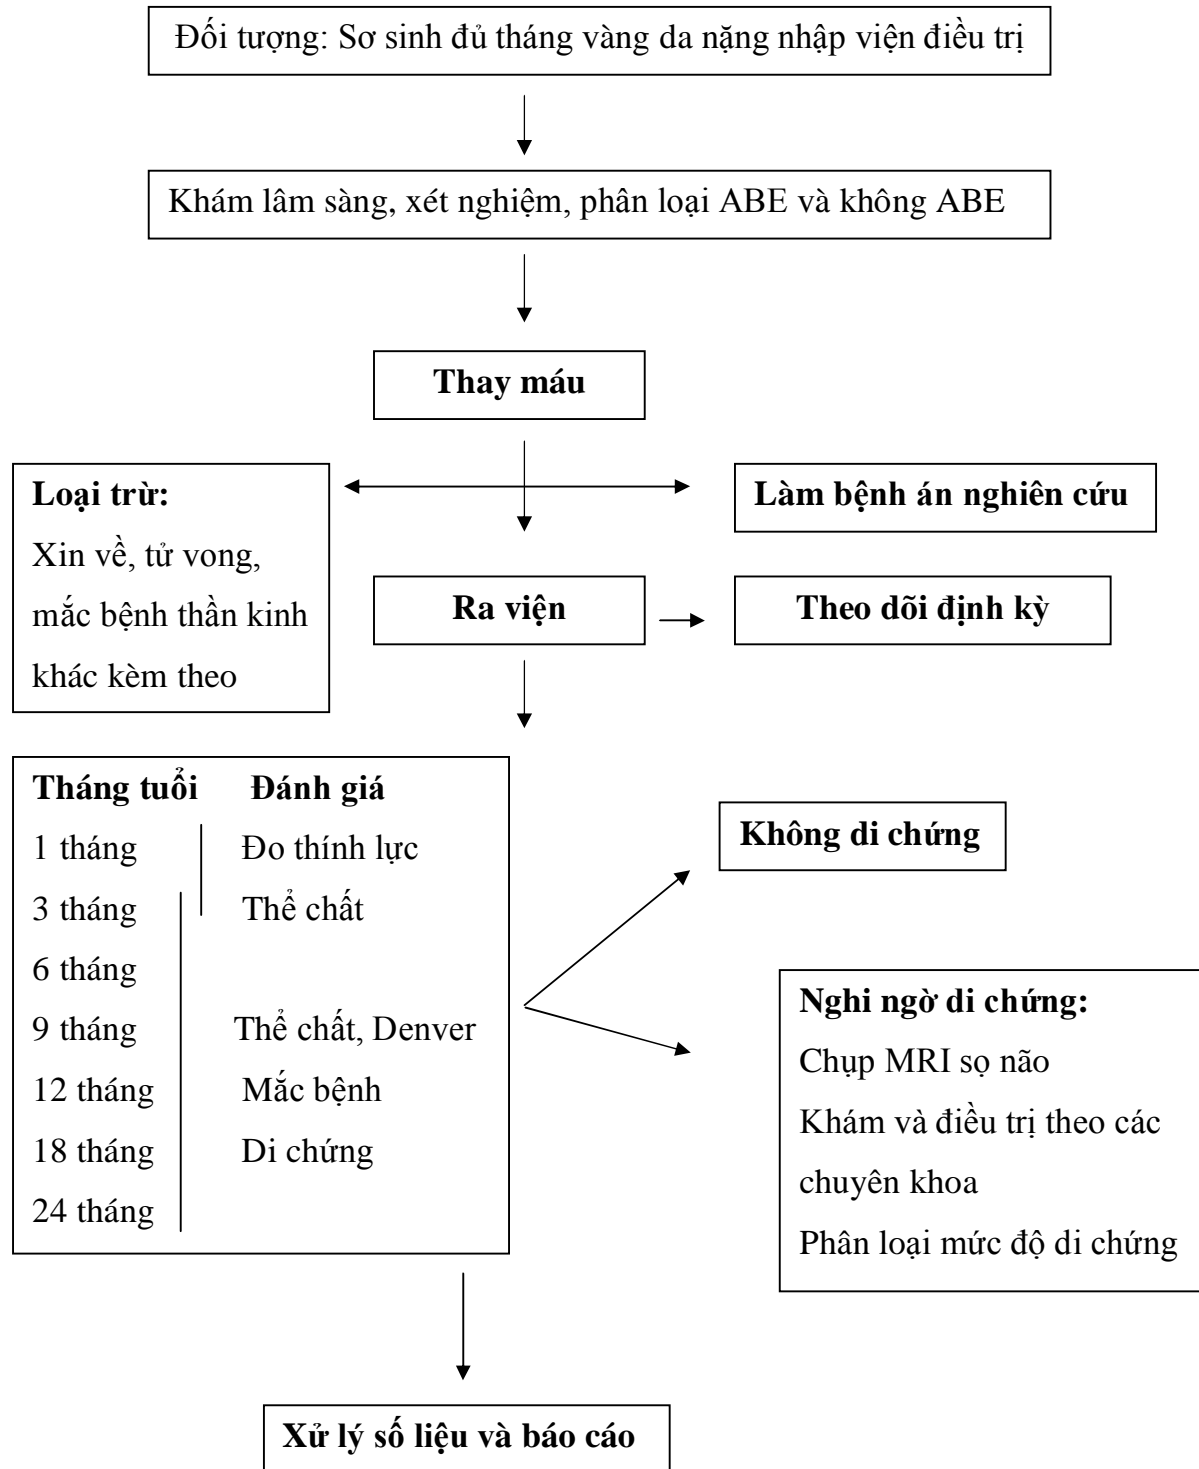 Đối tượng: Sơ sinh đủ tháng vàng da nặng nhập viện điều trị
Khám lâm sàng, xét nghiệm, phân loại ABE và không ABE
Thay máu
Loại trừ:
Xin về, tử vong,
mắc bệnh thần kinh
khác kèm theo
Làm bệnh án nghiên cứu
Ra viện
Theo dõi định kỳ
Tháng tuổi Đánh giá
1 tháng Đo thính lực
3 tháng Thể chất
6 tháng
9 tháng Thể chất, Denver
12 tháng Mắc bệnh
18 tháng Di chứng
24 tháng
Không di chứng
Nghi ngờ di chứng:
Chụp MRI sọ não
Khám và điều trị theo các
chuyên khoa
Phân loại mức độ di chứng
Xử lý số liệu và báo cáo